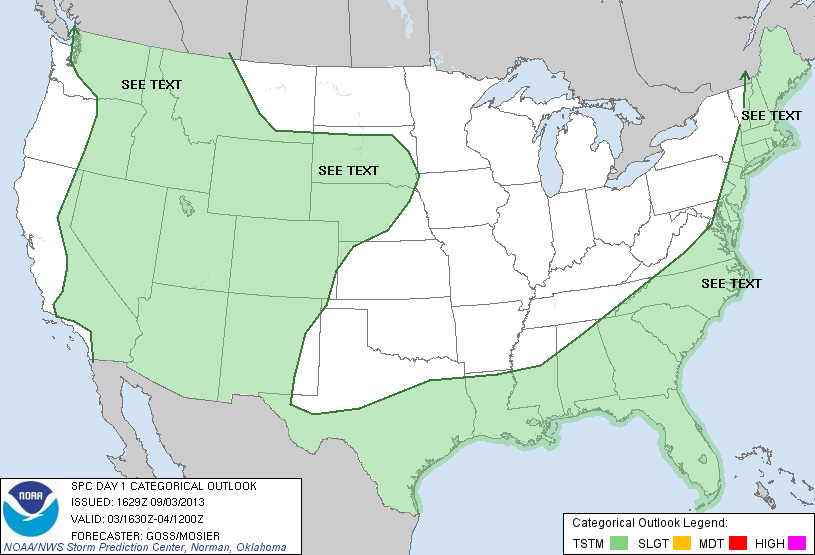 SEE TEXT
SEE TEXT
SEE TEXT
SEE TEXT
NOAA
SPC DAY 1 CATEGORICAL OUTLOOK
ISSUED: 1629Z 09/03/2013
VALID: 03/1630Z-04/1200Z
FORECASTER: GOSS/MOSIER
NOAA/NWS Storm Prediction Center, Norman, Oklahoma
Categorical Outlook Legend:
TSTM SLGT MDT HIGH